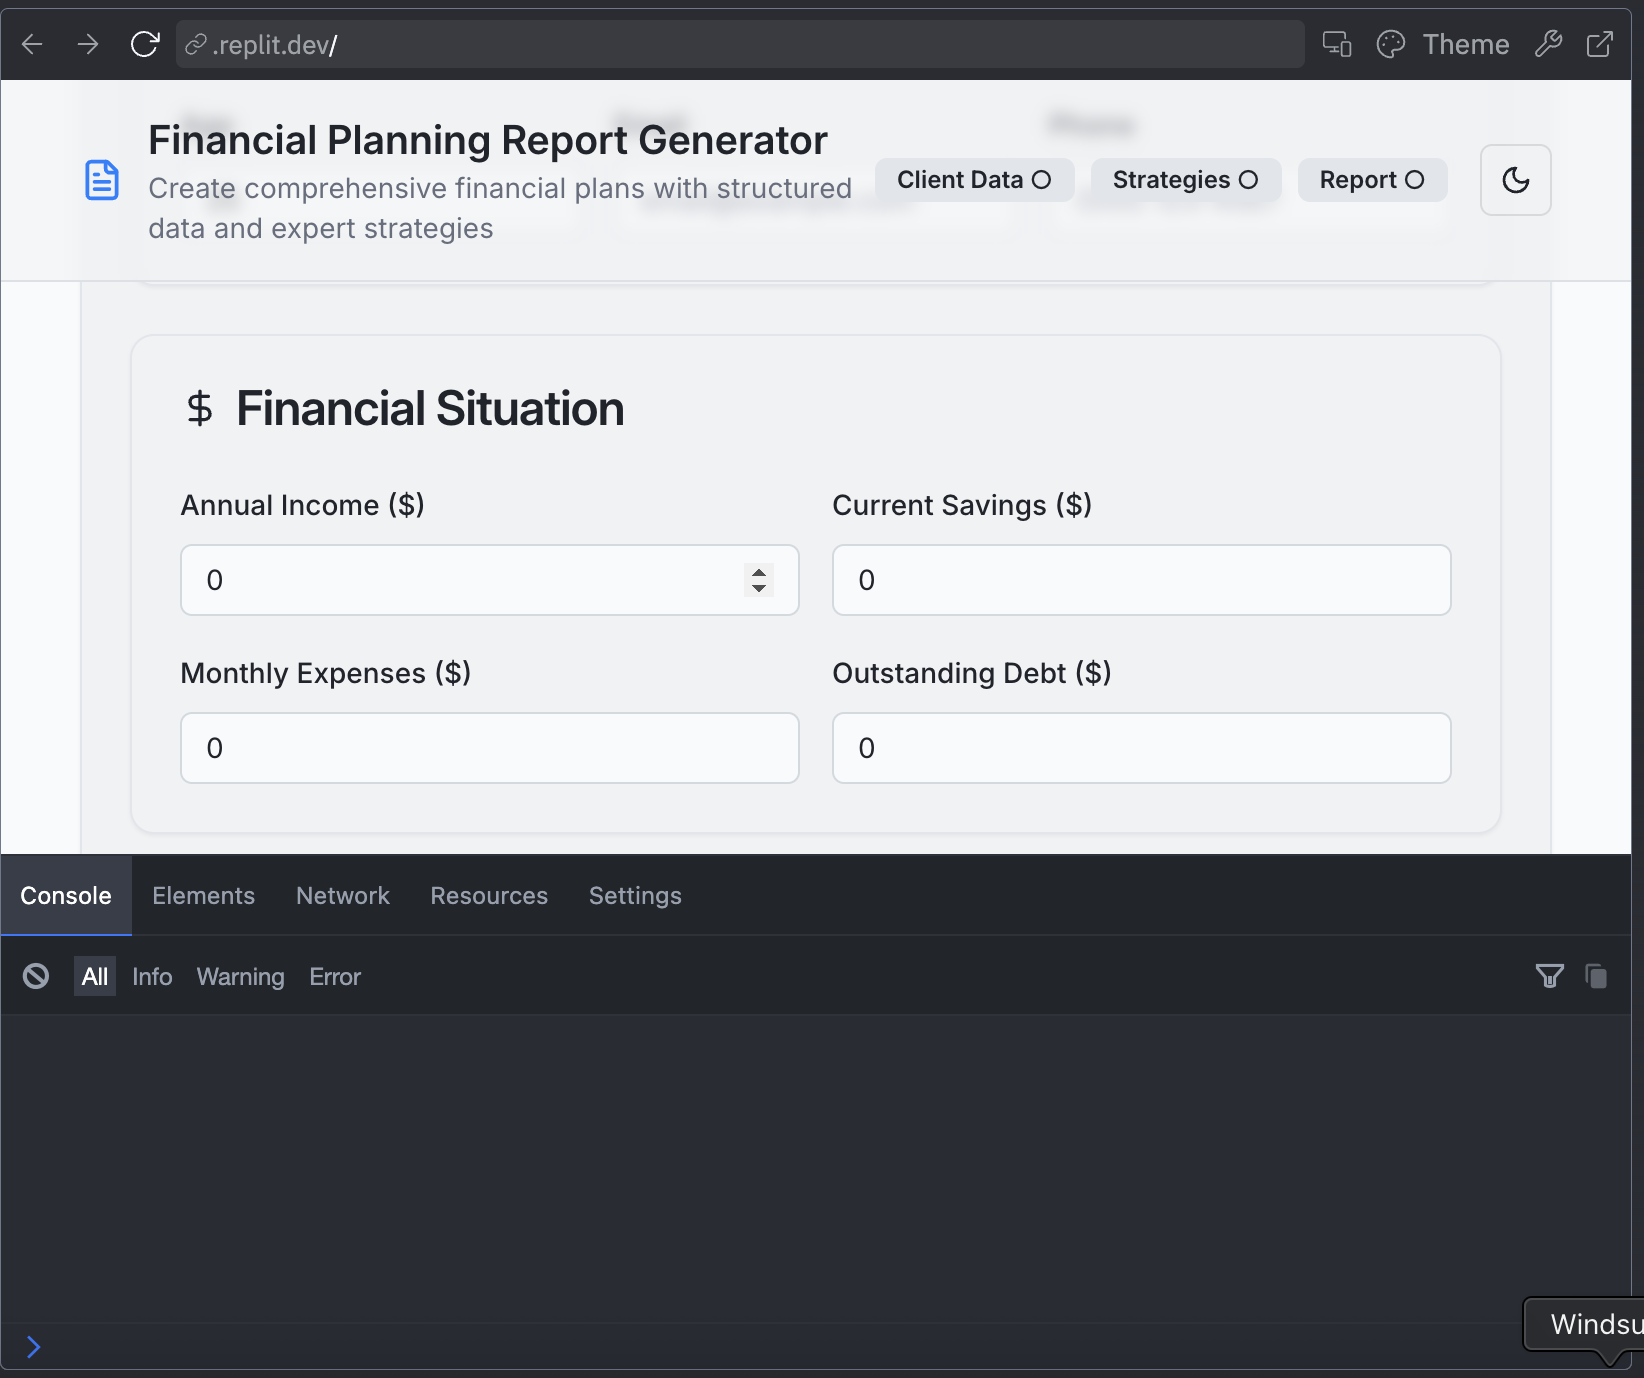 .replit.dev/
Theme
Financial Planning Report Generator
Create comprehensive financial plans with structured
data and expert strategies
Client Data
Strategies
Report
Phone
$ Financial Situation
Annual Income ($)
Current Savings ($)
0
0
Monthly Expenses ($)
Outstanding Debt ($)
0
0
Console
Elements
Network
Resources
Settings
All
Info
Warning
Error
Windsu